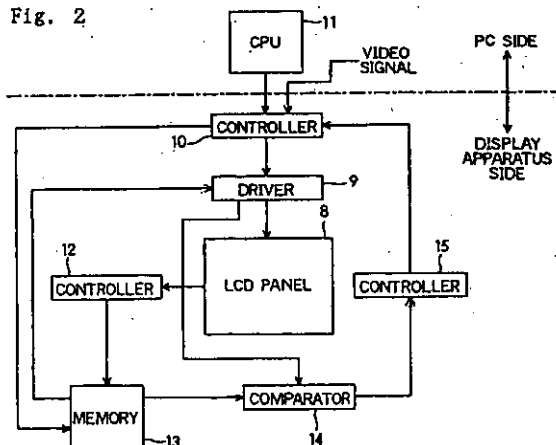 Fig. 2
11
CPU
VIDEO
SIGNAL
PC SIDE
CONTROLLER
10
DISPLAY
APPARATUS
SIDE
DRIVER
9
8
LCD PANEL
12
CONTROLLER
15
CONTROLLER
MEMORY
13
COMPARATOR
14